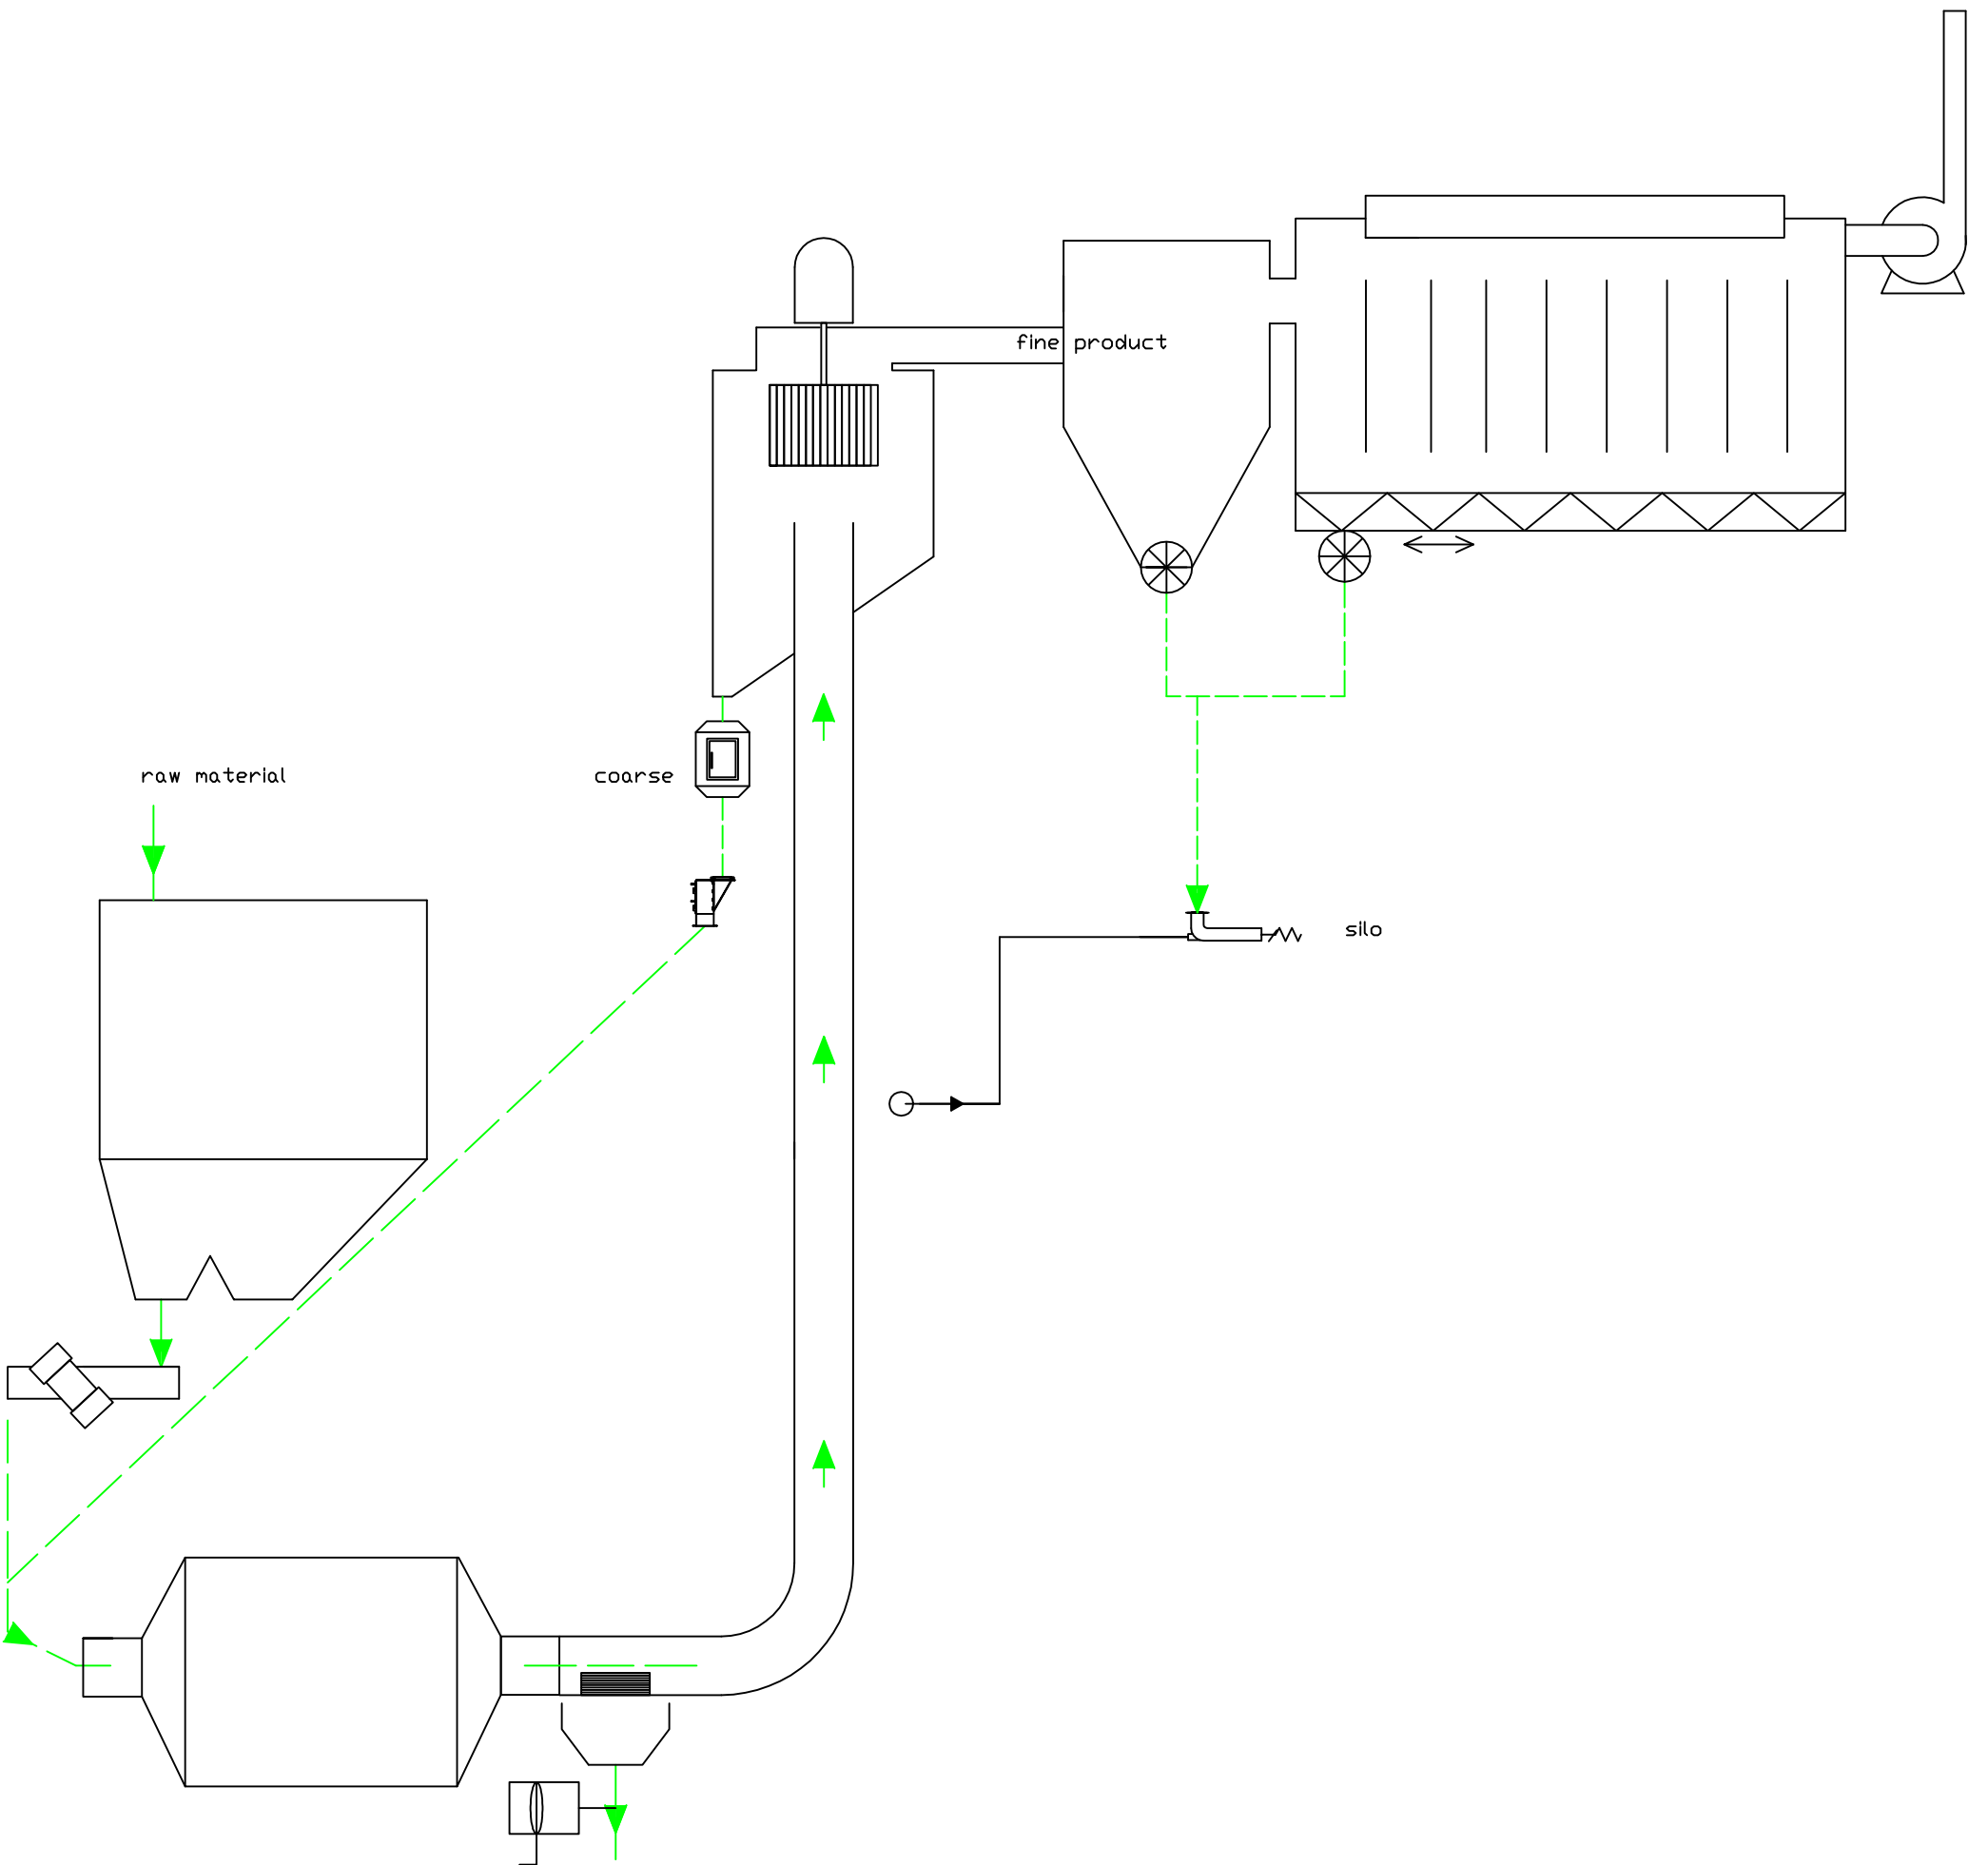 fine product
raw material
coarse
silo